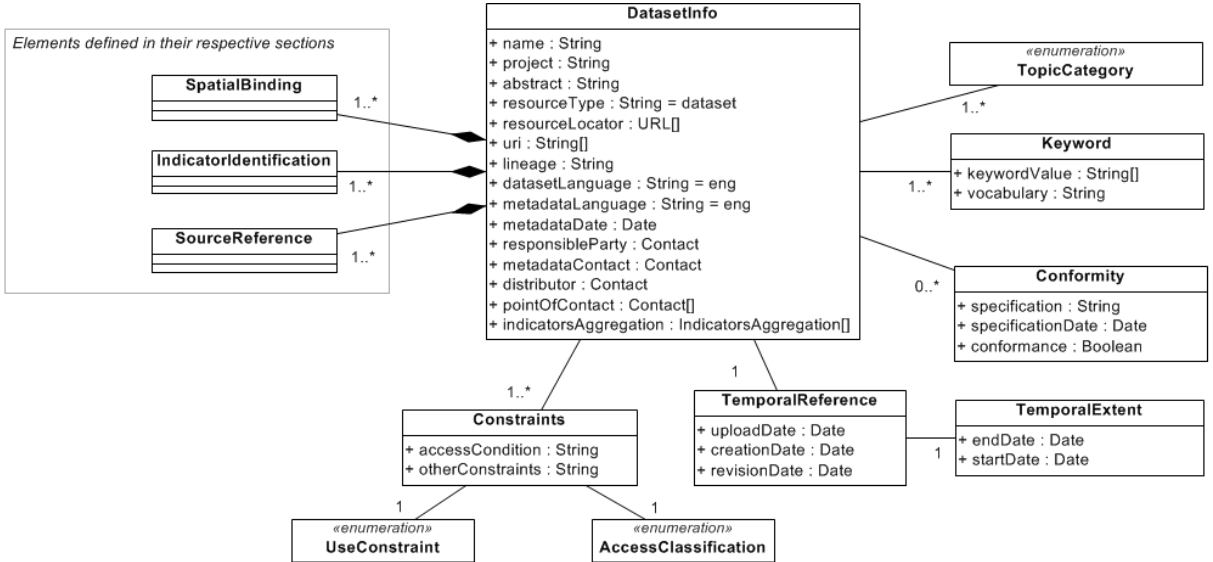 DatasetInfo
+ name : String
+ project : String
+ abstract : String
+ resourceType : String = dataset
+ resourceLocator : URL[]
+ uri : String[]
+ lineage : String
+ datasetLanguage : String = eng
+ metadataLanguage : String = eng
+ metadataDate : Date
+ responsibleParty : Contact
+ metadataContact : Contact
+ distributor : Contact
+ pointOfContact : Contact[]
+ indicatorsAggregation : IndicatorsAggregation[]
Elements defined in their respective sections
SpatialBinding
1..*
IndicatorIdentification
1..*
SourceReference
1..*
«enumeration»
TopicCategory
1..*
Keyword
+ keywordValue : String[]
+ vocabulary : String
1..*
Conformity
+ specification : String
+ specificationDate : Date
+ conformance : Boolean
0..*
1..*
Constraints
+ accessCondition : String
+ otherConstraints : String
1
TemporalReference
+ uploadDate : Date
+ creationDate : Date
+ revisionDate : Date
TemporalExtent
+ endDate : Date
+ startDate : Date
1
1
«enumeration»
UseConstraint
1
«enumeration»
AccessClassification